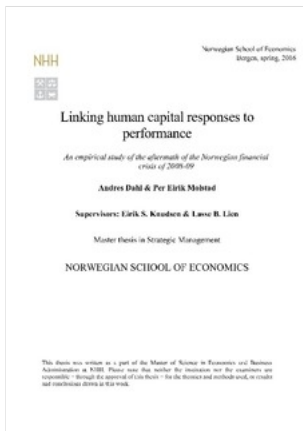 Norwegian School of Economics
Bergen, spring, 2016
NHH
Linking human capital responses to
performance
An empirical study of the aftermath of the Norwegian financial
crisis of 2008-09
Andres Dahl & Per Eirik Molstad
Supervisors: Eirik S. Knudsen & Lasse B. Lien
Master thesis in Strategic Management
NORWEGIAN SCHOOL OF ECONOMICS
This thesis was written as a part of the Master of Science in Economics and Business
Administration at NHH. Please note that neither the institution nor the examiners are
responsible − through the approval of this thesis − for the theories and methods used, or results
and conclusions drawn in this work.